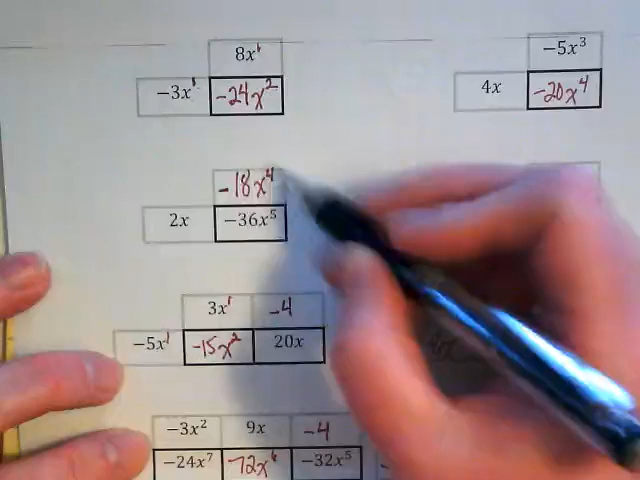 8x¹ -5x³
-3x¹ -24x² 4x -20x⁴
-18x⁴
2x -36x⁵
3x¹ -4
-5x¹ -15x² 20x
-3x² 9x -4
-24x⁷ 72x⁶ -32x⁵